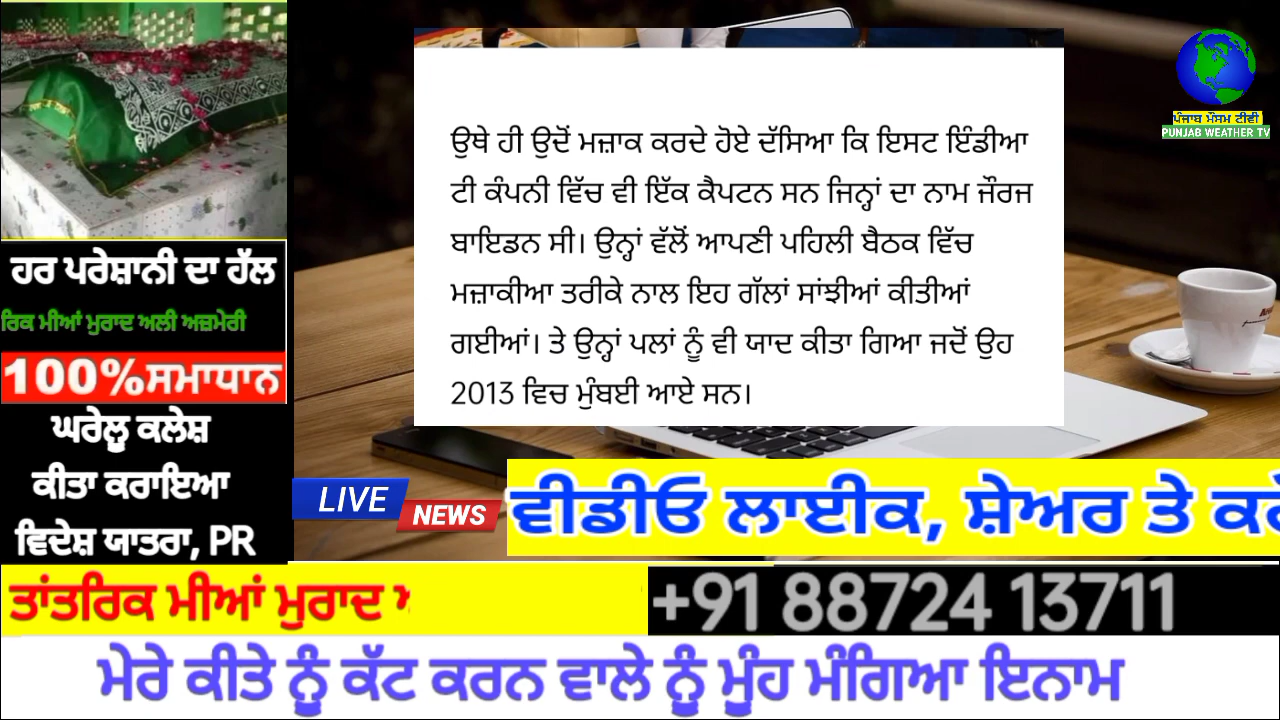 ਪੰਜਾਬ ਮੌਸਮ ਟੀਵੀ
PUNJAB WEATHER TV
ਉਥੇ ਹੀ ਉਦੋਂ ਮਜ਼ਾਕ ਕਰਦੇ ਹੋਏ ਦੱਸਿਆ ਕਿ ਇਸਟ ਇੰਡੀਆ
ਟੀ ਕੰਪਨੀ ਵਿੱਚ ਵੀ ਇੱਕ ਕੈਪਟਨ ਸਨ ਜਿਨ੍ਹਾਂ ਦਾ ਨਾਮ ਜੌਰਜ
ਬਾਇਡਨ ਸੀ। ਉਨ੍ਹਾਂ ਵੱਲੋਂ ਆਪਣੀ ਪਹਿਲੀ ਬੈਠਕ ਵਿੱਚ
ਮਜ਼ਾਕੀਆ ਤਰੀਕੇ ਨਾਲ ਇਹ ਗੱਲਾਂ ਸਾਂਝੀਆਂ ਕੀਤੀਆਂ
ਗਈਆਂ। ਤੇ ਉਨ੍ਹਾਂ ਪਲਾਂ ਨੂੰ ਵੀ ਯਾਦ ਕੀਤਾ ਗਿਆ ਜਦੋਂ ਉਹ
2013 ਵਿਚ ਮੁੰਬਈ ਆਏ ਸਨ।
ਹਰ ਪਰੇਸ਼ਾਨੀ ਦਾ ਹੱਲ
ਰਿਕ ਮੀਆਂ ਮੁਰਾਦ ਅਲੀ ਅਜ਼ਮੇਰੀ
100%ਸਮਾਧਾਨ
ਘਰੇਲੂ ਕਲੇਸ਼
ਕੀਤਾ ਕਰਾਇਆ
ਵਿਦੇਸ਼ ਯਾਤਰਾ, PR
LIVE NEWS
ਵੀਡੀਓ ਲਾਈਕ, ਸ਼ੇਅਰ ਤੇ
ਤਾਂਤਰਿਕ ਮੀਆਂ ਮੁਰਾਦ
+91 88724 13711
ਮੇਰੇ ਕੀਤੇ ਨੂੰ ਕੱਟ ਕਰਨ ਵਾਲੇ ਨੂੰ ਮੂੰਹ ਮੰਗਿਆ ਇਨਾਮ